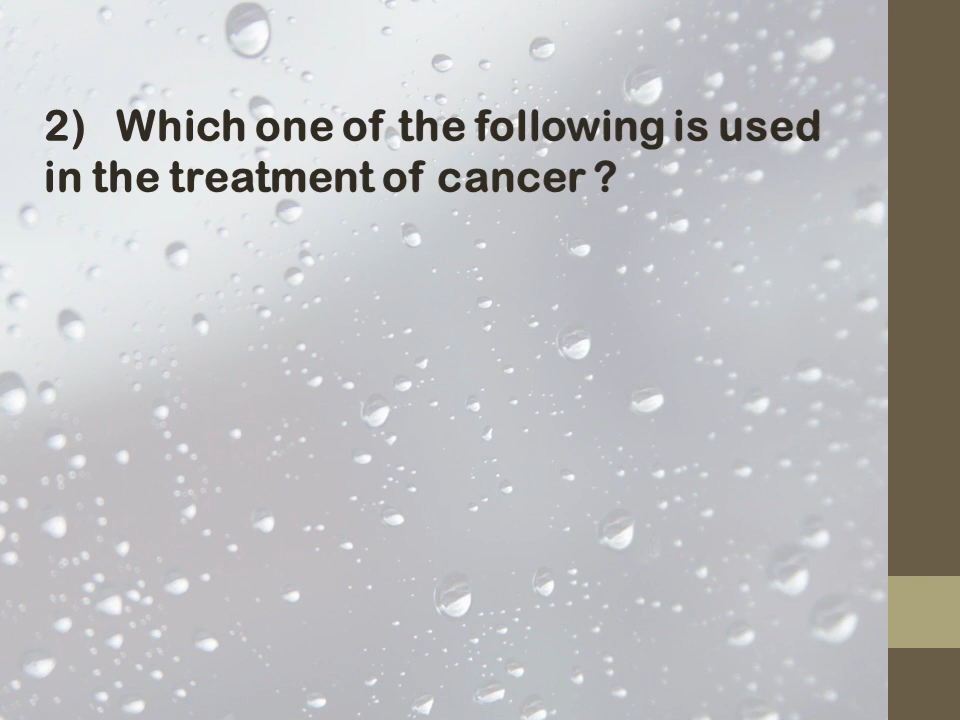 2) Which one of the following is used
in the treatment of cancer ?